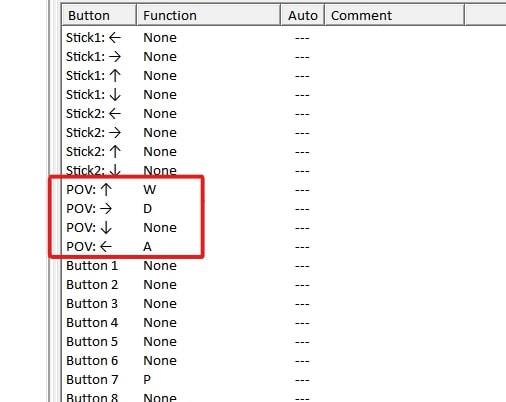 Button Function Auto Comment
Stick1: ← None ---
Stick1: → None ---
Stick1: ↑ None ---
Stick1: ↓ None ---
Stick2: ← None ---
Stick2: → None ---
Stick2: ↑ None ---
Stick2: ↓ None ---
POV: ↑ W ---
POV: → D ---
POV: ↓ None ---
POV: ← A ---
Button 1 None ---
Button 2 None ---
Button 3 None ---
Button 4 None ---
Button 5 None ---
Button 6 None ---
Button 7 P ---
Button 8 None ---